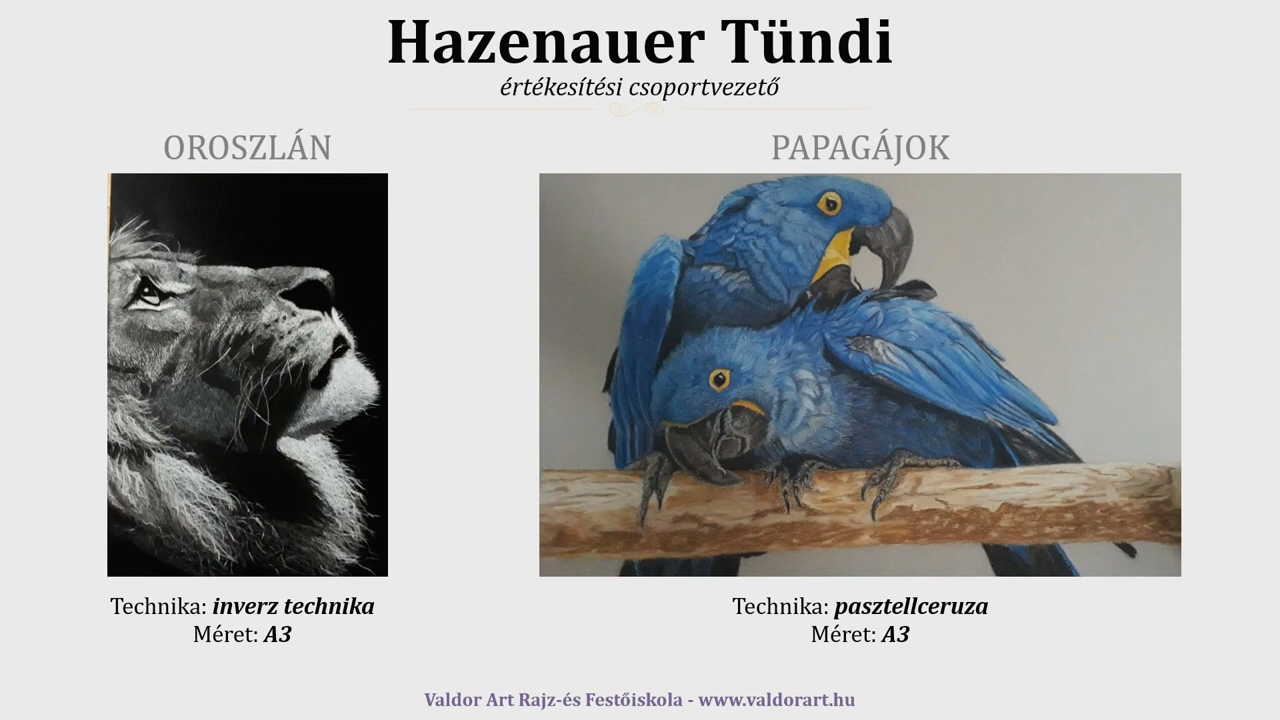 Hazenauer Tündi
értékesítési csoportvezető
OROSZLÁN
PAPAGÁJOK
Technika: inverz technika
Méret: A3
Technika: pasztellceruza
Méret: A3
Valdor Art Rajz-és Festőiskola - www.valdorart.hu